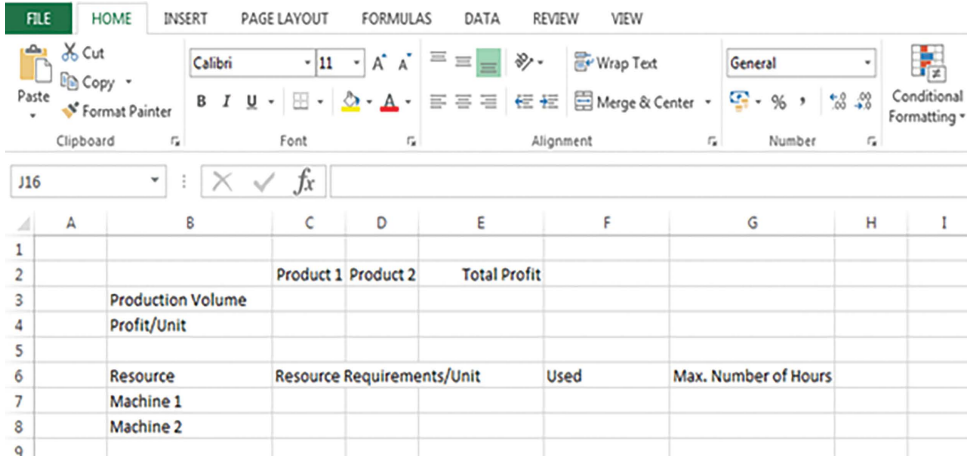 FILE HOME INSERT PAGE LAYOUT FORMULAS DATA REVIEW VIEW
Cut
Calibri 11 A A Wrap Text General
Copy
Paste Format Painter B I U A Merge & Center % , .00 .0 Conditional
Formatting
Clipboard Font Alignment Number
J16 fx
A B C D E F G H I
1
2 Product 1 Product 2 Total Profit
3 Production Volume
4 Profit/Unit
5
6 Resource Resource Requirements/Unit Used Max. Number of Hours
7 Machine 1
8 Machine 2
9